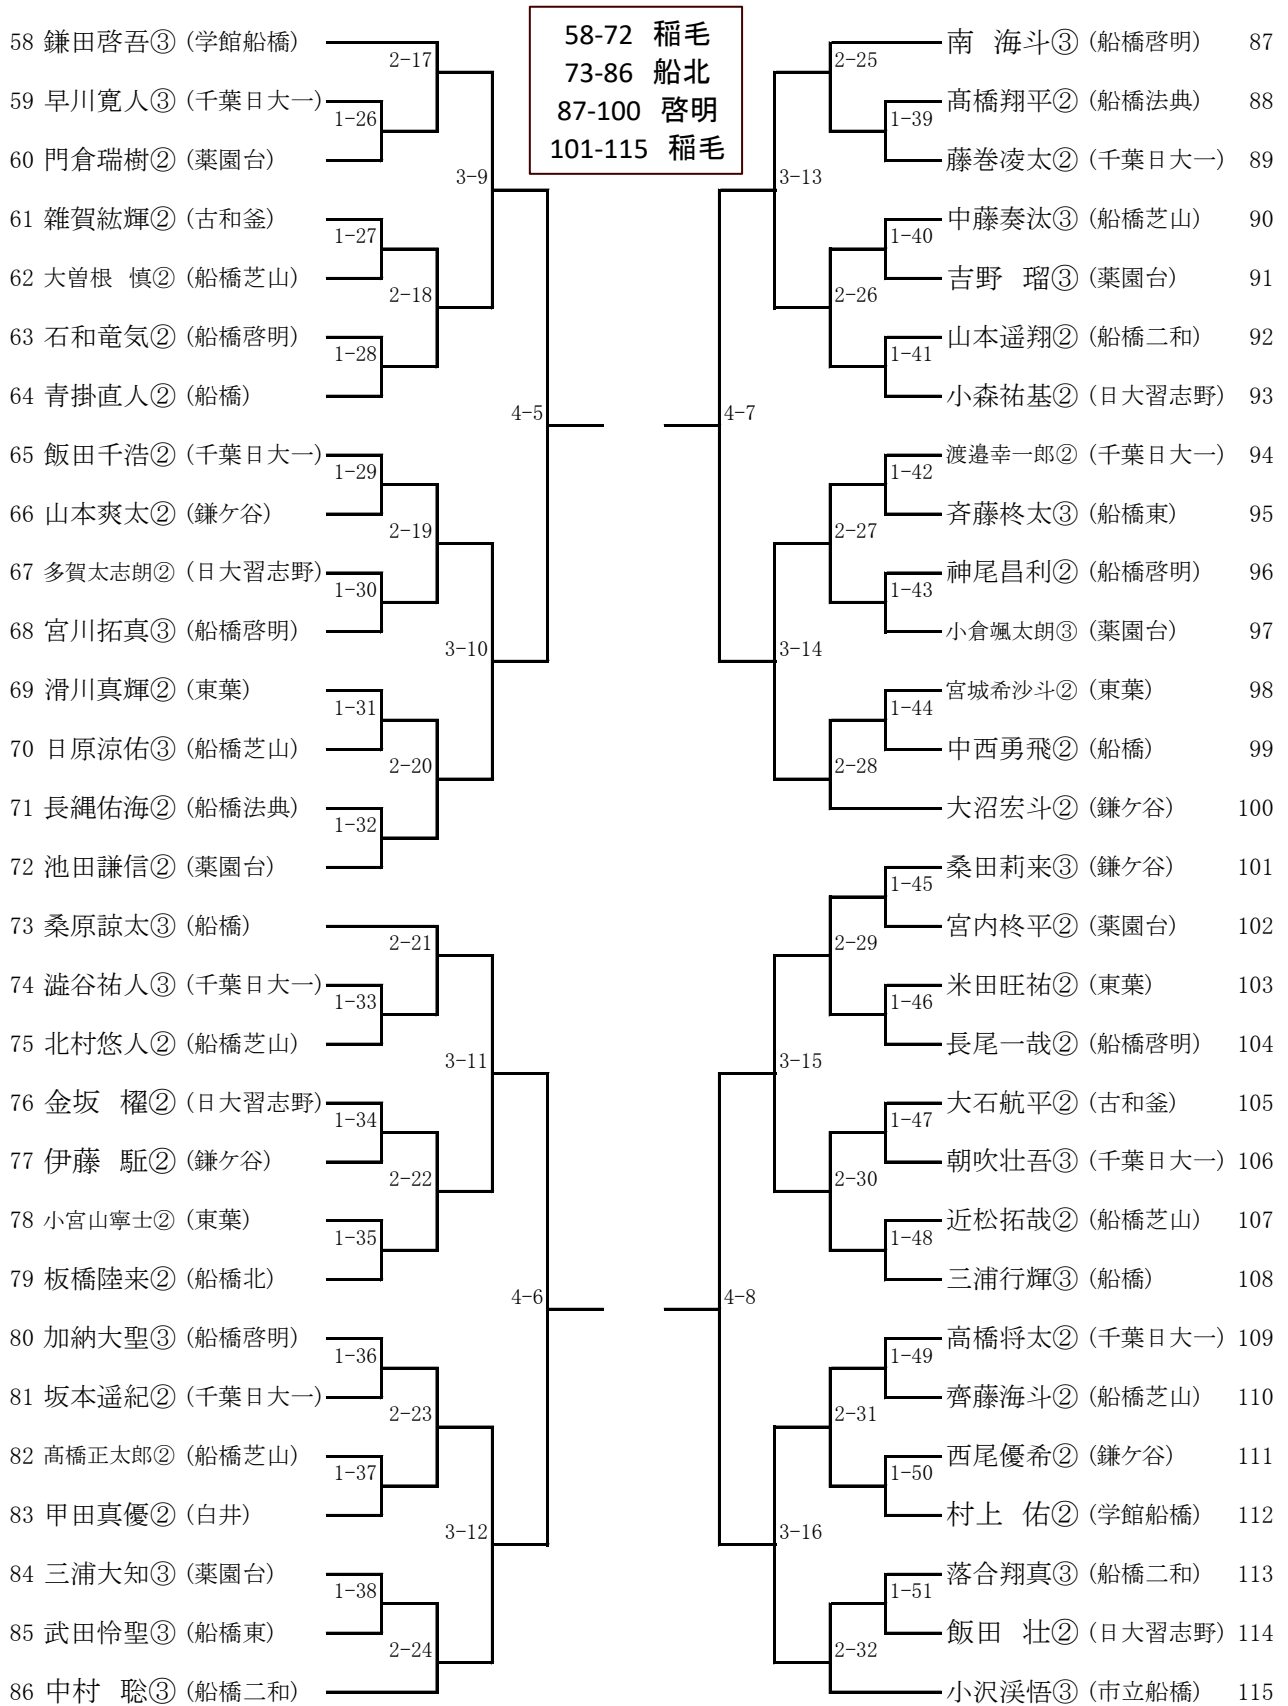 58-72 稲毛
73-86 船北
87-100 啓明
101-115 稲毛
58 鎌田啓吾③ (学館船橋)
2-17
59 早川寛人③ (千葉日大一)
1-26
60 門倉瑞樹② (薬園台)
3-9
61 雑賀紘輝② (古和釜)
1-27
62 大曽根 慎② (船橋芝山)
2-18
63 石和竜気② (船橋啓明)
1-28
64 青掛直人② (船橋)
4-5
65 飯田千浩② (千葉日大一)
1-29
66 山本爽太② (鎌ケ谷)
2-19
67 多賀太志朗② (日大習志野)
1-30
68 宮川拓真③ (船橋啓明)
3-10
69 滑川真輝② (東葉)
1-31
70 日原涼佑③ (船橋芝山)
2-20
71 長縄佑海② (船橋法典)
1-32
72 池田謙信② (薬園台)
73 桑原諒太③ (船橋)
2-21
74 澁谷祐人③ (千葉日大一)
1-33
75 北村悠人② (船橋芝山)
3-11
76 金坂 櫂② (日大習志野)
1-34
77 伊藤 駈② (鎌ケ谷)
2-22
78 小宮山寧士② (東葉)
1-35
79 板橋陸来② (船橋北)
4-6
80 加納大聖③ (船橋啓明)
1-36
81 坂本遥紀② (千葉日大一)
2-23
82 髙橋正太郎② (船橋芝山)
1-37
83 甲田真優② (白井)
3-12
84 三浦大知③ (薬園台)
1-38
85 武田怜聖③ (船橋東)
2-24
86 中村 聡③ (船橋二和)
南 海斗③ (船橋啓明) 87
2-25
髙橋翔平② (船橋法典) 88
1-39
藤巻凌太② (千葉日大一) 89
3-13
中藤奏汰③ (船橋芝山) 90
1-40
吉野 瑠③ (薬園台) 91
2-26
山本遥翔② (船橋二和) 92
1-41
小森祐基② (日大習志野) 93
4-7
渡邉幸一郎② (千葉日大一) 94
1-42
斉藤柊太③ (船橋東) 95
2-27
神尾昌利② (船橋啓明) 96
1-43
小倉颯太朗③ (薬園台) 97
3-14
宮城希沙斗② (東葉) 98
1-44
中西勇飛② (船橋) 99
2-28
大沼宏斗② (鎌ケ谷) 100
桑田莉来③ (鎌ケ谷) 101
1-45
宮内柊平② (薬園台) 102
2-29
米田旺祐② (東葉) 103
1-46
長尾一哉② (船橋啓明) 104
3-15
大石航平② (古和釜) 105
1-47
朝吹壮吾③ (千葉日大一) 106
2-30
近松拓哉② (船橋芝山) 107
1-48
三浦行輝③ (船橋) 108
4-8
高橋将太② (千葉日大一) 109
1-49
齊藤海斗② (船橋芝山) 110
2-31
西尾優希② (鎌ケ谷) 111
1-50
村上 佑② (学館船橋) 112
3-16
落合翔真③ (船橋二和) 113
1-51
飯田 壮② (日大習志野) 114
2-32
小沢渓悟③ (市立船橋) 115